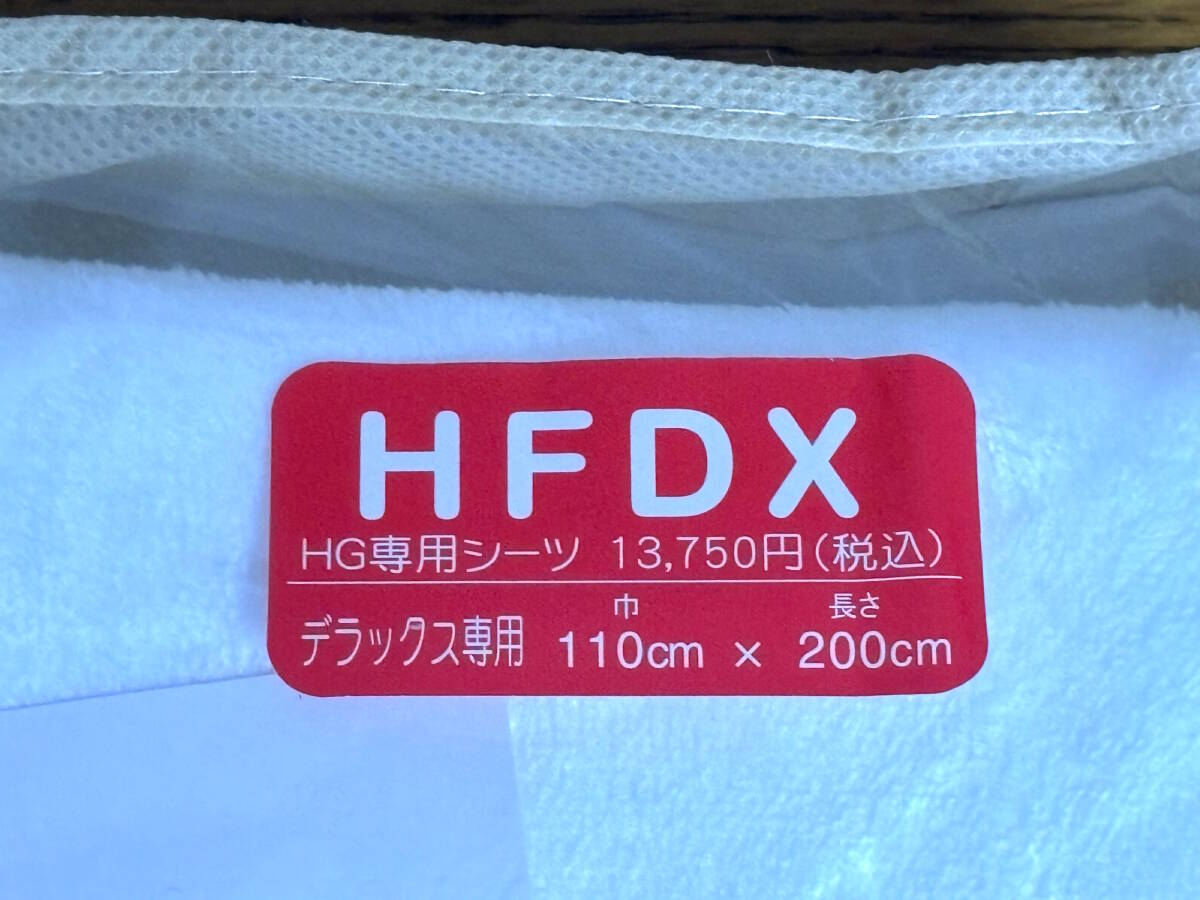 HFDX
HG専用シーツ 13,750円(税込)
巾 長さ
デラックス専用 110cm × 200cm